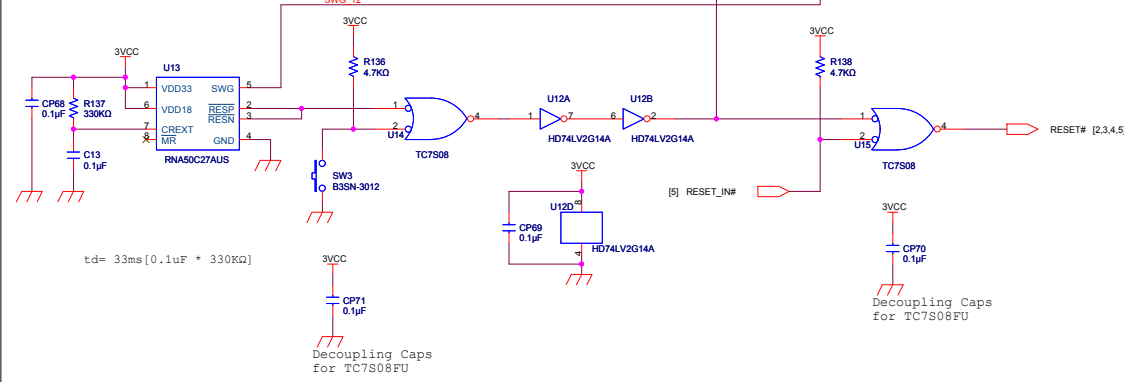 SWG 12
3VCC
3VCC
3VCC
U13
R136
4.7KΩ
R138
4.7KΩ
CP68
0.1µF
R137
330KΩ
1
VDD33
SWG
5
6
VDD18
RESP
2
RESN
3
7
CREXT
8
MR
GND
4
RNA50C27AUS
C13
0.1µF
1
2
U14
4
TC7S08
U12A
1
7
HD74LV2G14A
U12B
6
2
HD74LV2G14A
1
2
U15
4
TC7S08
RESET# [2,3,4,5]
SW3
B3SN-3012
3VCC
[5] RESET_IN#
CP69
0.1µF
U12D
8
4
HD74LV2G14A
3VCC
CP70
0.1µF
td= 33ms[0.1uF * 330KΩ]
3VCC
CP71
0.1µF
Decoupling Caps
for TC7S08FU
Decoupling Caps
for TC7S08FU